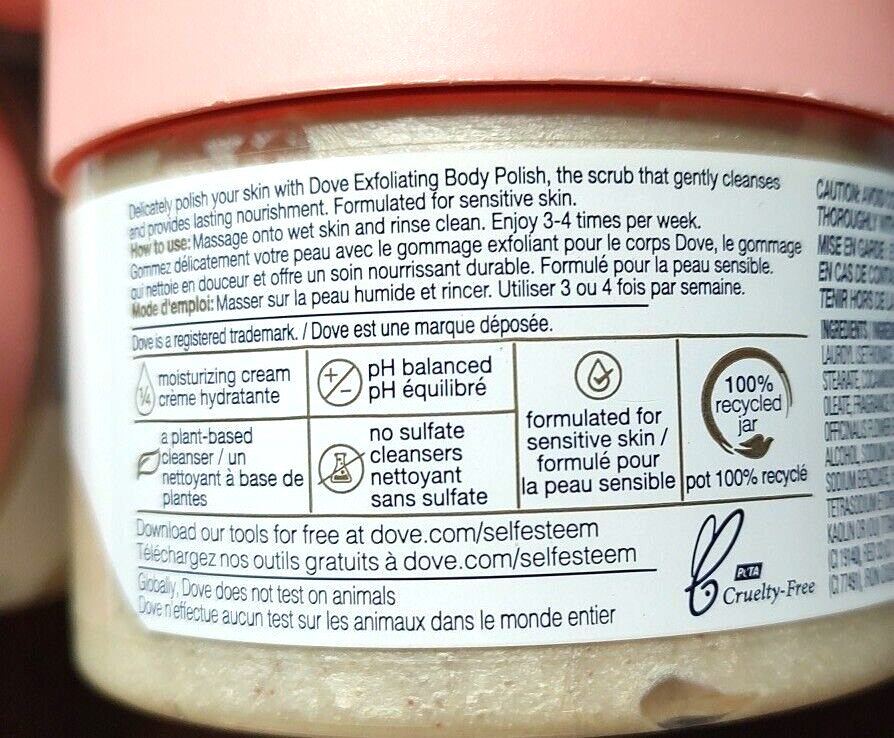 Delicately polish your skin with Dove Exfoliating Body Polish, the scrub that gently cleanses
and provides lasting nourishment. Formulated for sensitive skin.
How to use: Massage onto wet skin and rinse clean. Enjoy 3-4 times per week.
Gommez délicatement votre peau avec le gommage exfoliant pour le corps Dove, le gommage
qui nettoie en douceur et offre un soin nourrissant durable. Formulé pour la peau sensible.
Mode d'emploi: Masser sur la peau humide et rincer. Utiliser 3 ou 4 fois par semaine.
Dove is a registered trademark. / Dove est une marque déposée.
1/4
moisturizing cream
crème hydratante
pH balanced
pH équilibré
formulated for
sensitive skin /
formulé pour
la peau sensible
100%
recycled
jar
pot 100% recyclé
a plant-based
cleanser / un
nettoyant à base de
plantes
no sulfate
cleansers
nettoyant
sans sulfate
Download our tools for free at dove.com/selfesteem
Téléchargez nos outils gratuits à dove.com/selfesteem
Globally, Dove does not test on animals
Dove n'effectue aucun test sur les animaux dans le monde entier
PETA
Cruelty-Free
CAUTION: AVOID
THOROUGHLY
MISE EN GARDE
EN CAS DE
TENIR HORS DE
INGREDIENTS
STEARATE
OLEATE
ALCOHOL, SODIUM
SODIUM
KAOLIN